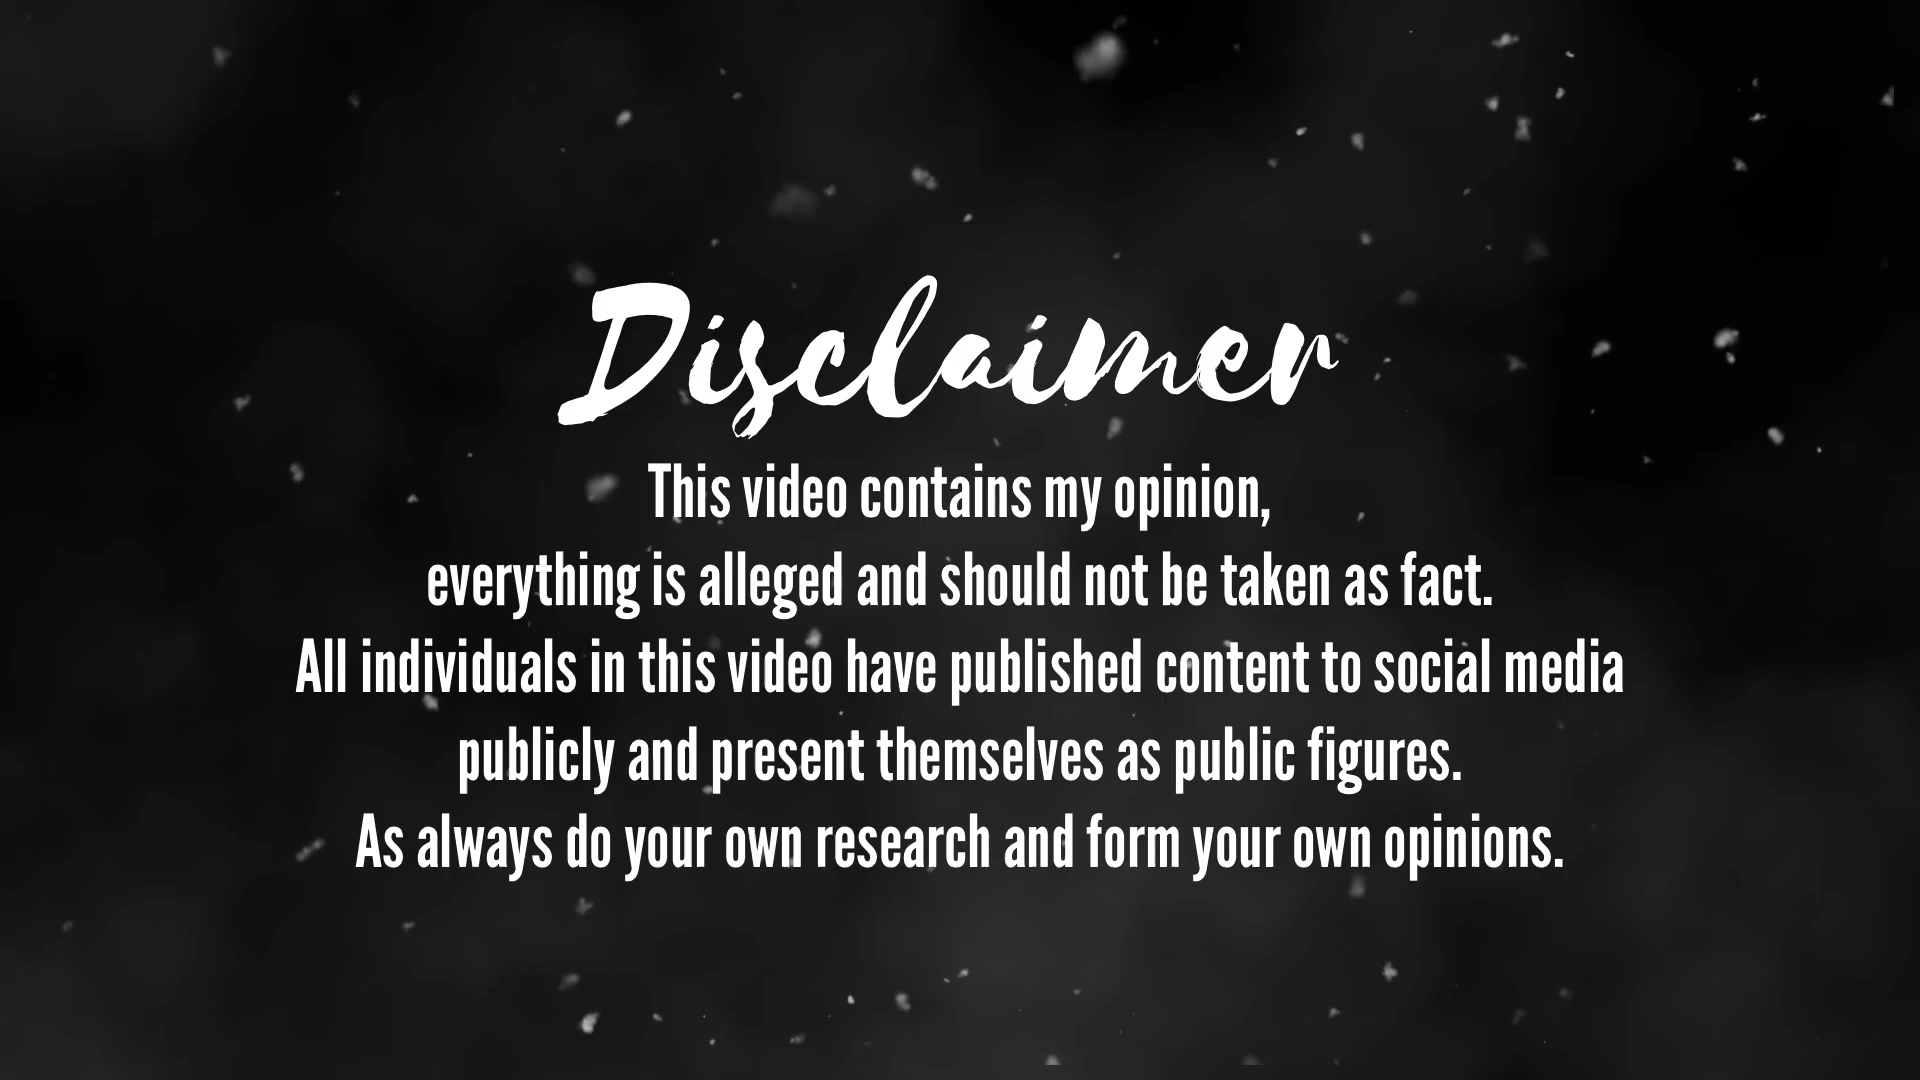 Disclaimer
This video contains my opinion,
everything is alleged and should not be taken as fact.
All individuals in this video have published content to social media
publicly and present themselves as public figures.
As always do your own research and form your own opinions.